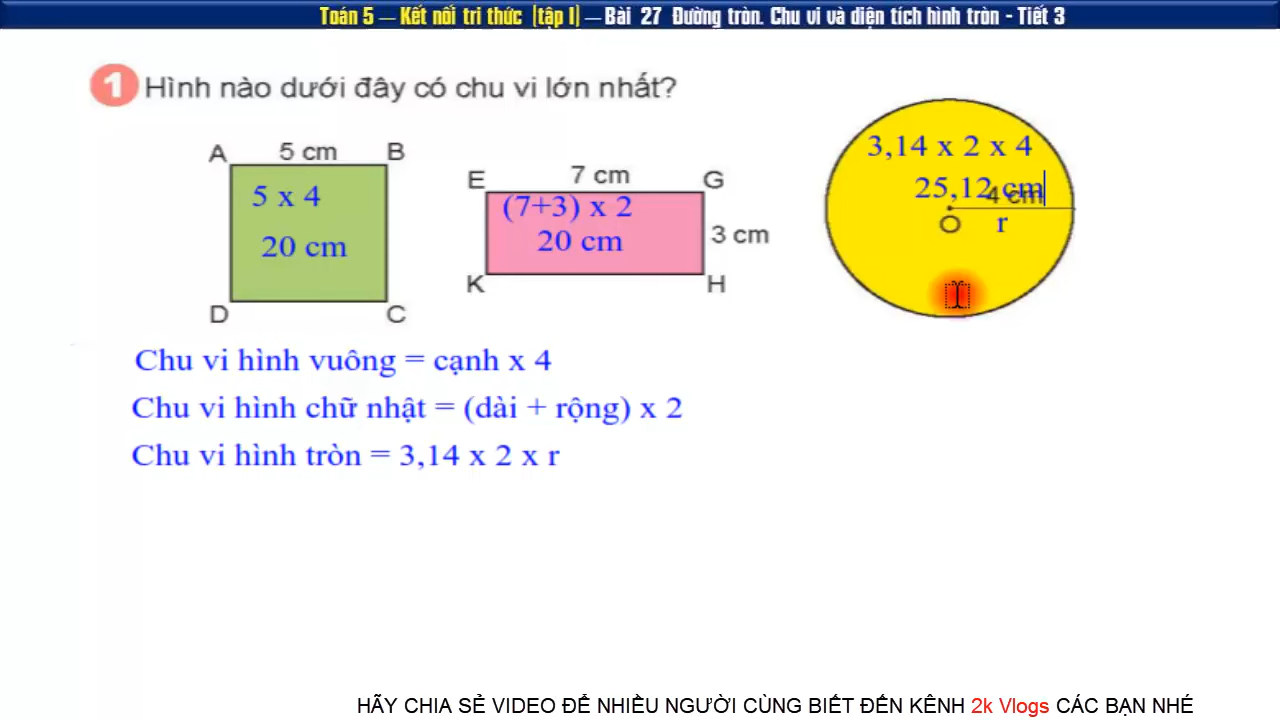 Toán 5 – Kết nối tri thức (tập 1) – Bài 27 Đường tròn. Chu vi và diện tích hình tròn - Tiết 3
1 Hình nào dưới đây có chu vi lớn nhất?
A 5 cm B
5 x 4
20 cm
D C
E 7 cm G
(7+3) x 2
20 cm
3 cm
K H
3,14 x 2 x 4
25,12 cm
4 cm
O r
Chu vi hình vuông = cạnh x 4
Chu vi hình chữ nhật = (dài + rộng) x 2
Chu vi hình tròn = 3,14 x 2 x r
HÃY CHIA SẺ VIDEO ĐỂ NHIỀU NGƯỜI CÙNG BIẾT ĐẾN KÊNH 2k Vlogs CÁC BẠN NHÉ